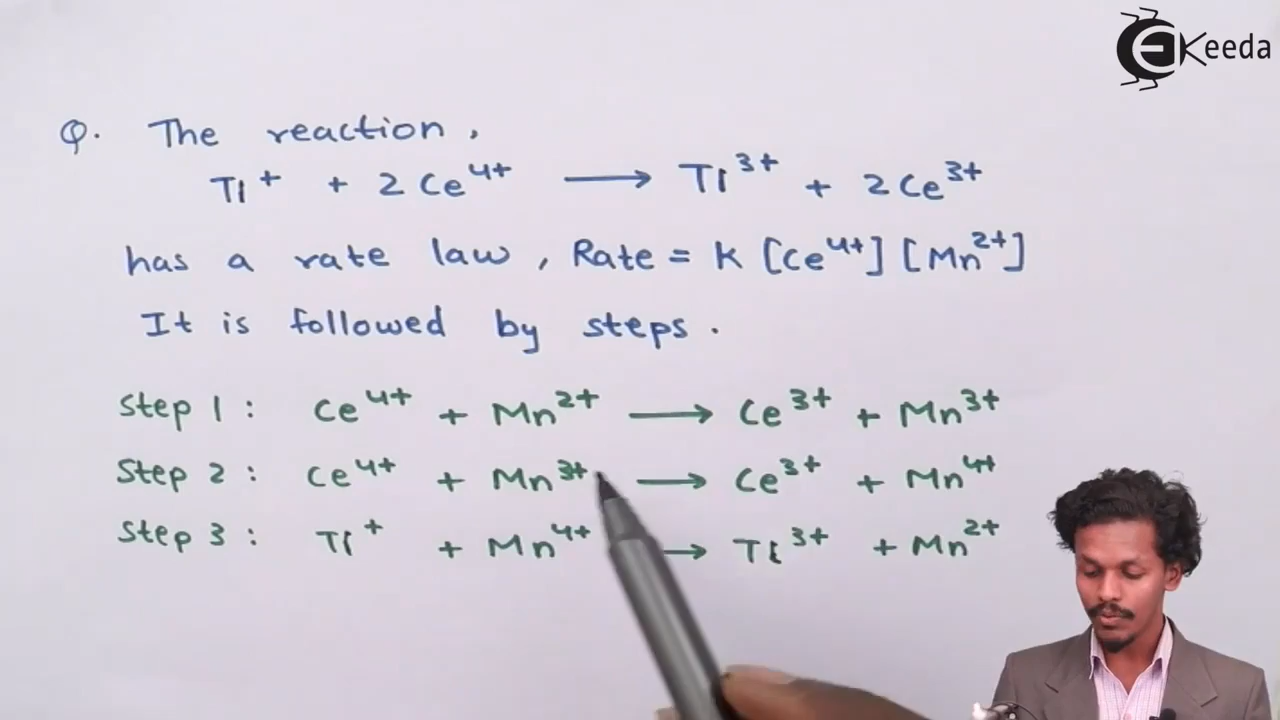 Keeda
Q. The reaction,
Tl⁺ + 2Ce⁴⁺ ⟶ Tl³⁺ + 2Ce³⁺
has a rate law, Rate = K [Ce⁴⁺] [Mn²⁺]
It is followed by steps.
Step 1: Ce⁴⁺ + Mn²⁺ ⟶ Ce³⁺ + Mn³⁺
Step 2: Ce⁴⁺ + Mn³⁺ ⟶ Ce³⁺ + Mn⁴⁺
Step 3: Tl⁺ + Mn⁴⁺ ⟶ Tl³⁺ + Mn²⁺